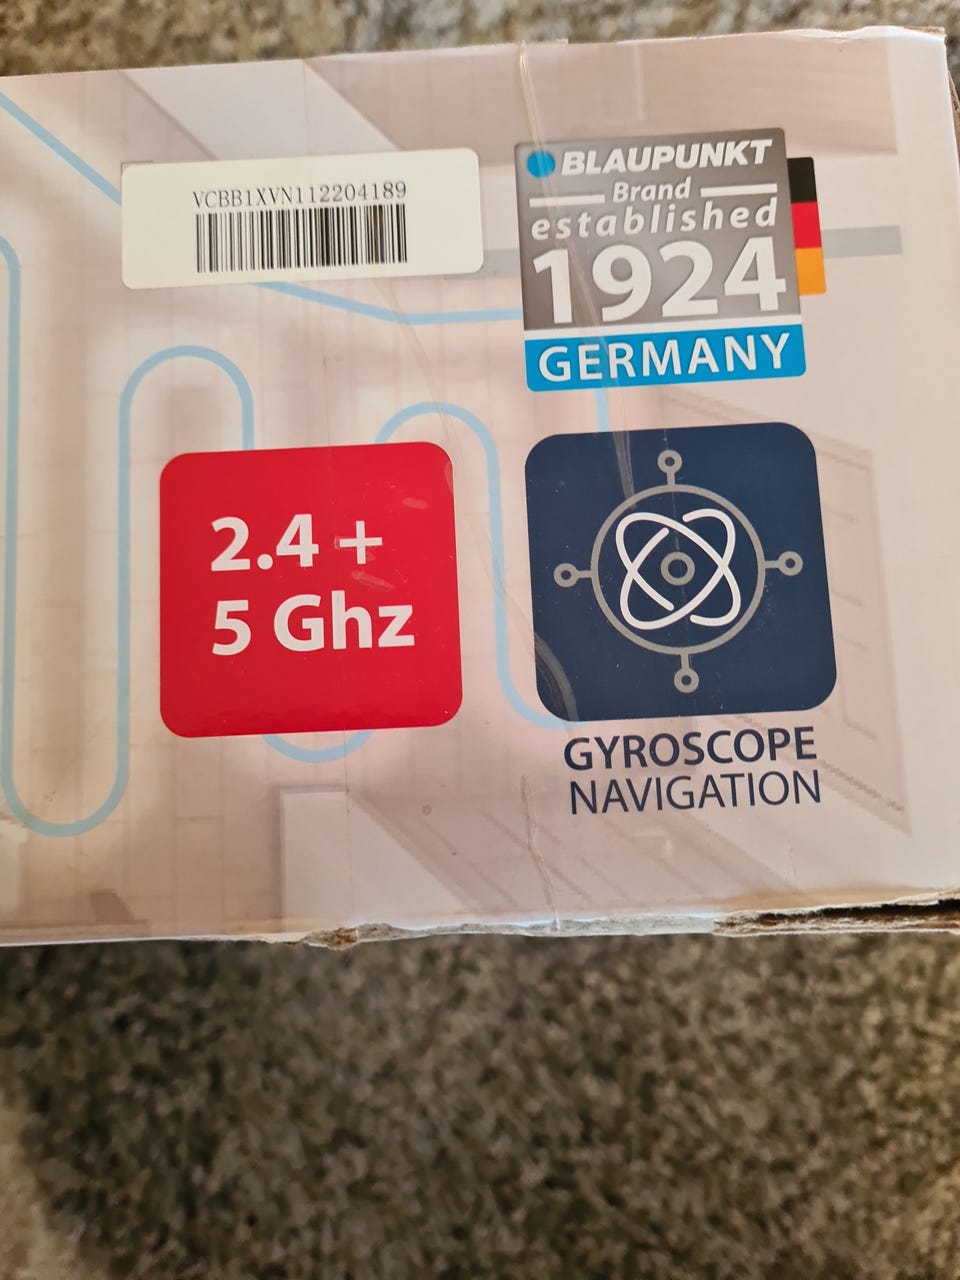 VCBB1XVN112204189
BLAUPUNKT
Brand
established
1924
GERMANY
2.4 +
5 Ghz
GYROSCOPE
NAVIGATION